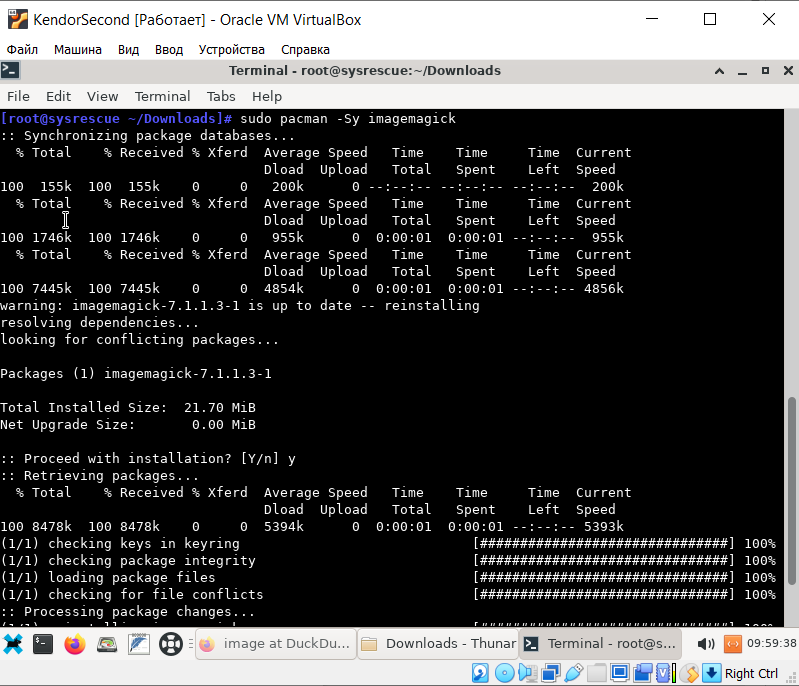 KendorSecond [Работает] - Oracle VM VirtualBox
Файл Машина Вид Ввод Устройства Справка
Terminal - root@sysrescue:~/Downloads
File Edit View Terminal Tabs Help
[root@sysrescue ~/Downloads]# sudo pacman -Sy imagemagick
:: Synchronizing package databases...
  % Total    % Received % Xferd  Average Speed   Time    Time     Time  Current
                                 Dload  Upload   Total   Spent    Left  Speed
100  155k  100  155k    0     0   200k      0 --:--:-- --:--:-- --:--:--  200k
  % Total    % Received % Xferd  Average Speed   Time    Time     Time  Current
                                 Dload  Upload   Total   Spent    Left  Speed
100 1746k  100 1746k    0     0   955k      0  0:00:01  0:00:01 --:--:--  955k
  % Total    % Received % Xferd  Average Speed   Time    Time     Time  Current
                                 Dload  Upload   Total   Spent    Left  Speed
100 7445k  100 7445k    0     0  4854k      0  0:00:01  0:00:01 --:--:-- 4856k
warning: imagemagick-7.1.1.3-1 is up to date -- reinstalling
resolving dependencies...
looking for conflicting packages...
Packages (1) imagemagick-7.1.1.3-1
Total Installed Size:  21.70 MiB
Net Upgrade Size:       0.00 MiB
:: Proceed with installation? [Y/n] y
:: Retrieving packages...
  % Total    % Received % Xferd  Average Speed   Time    Time     Time  Current
                                 Dload  Upload   Total   Spent    Left  Speed
100 8478k  100 8478k    0     0  5394k      0  0:00:01  0:00:01 --:--:-- 5393k
(1/1) checking keys in keyring [###############################] 100%
(1/1) checking package integrity [###############################] 100%
(1/1) loading package files [###############################] 100%
(1/1) checking for file conflicts [###############################] 100%
:: Processing package changes...
image at DuckDu... Downloads - Thunar Terminal - root@s... 09:59:38
Right Ctrl